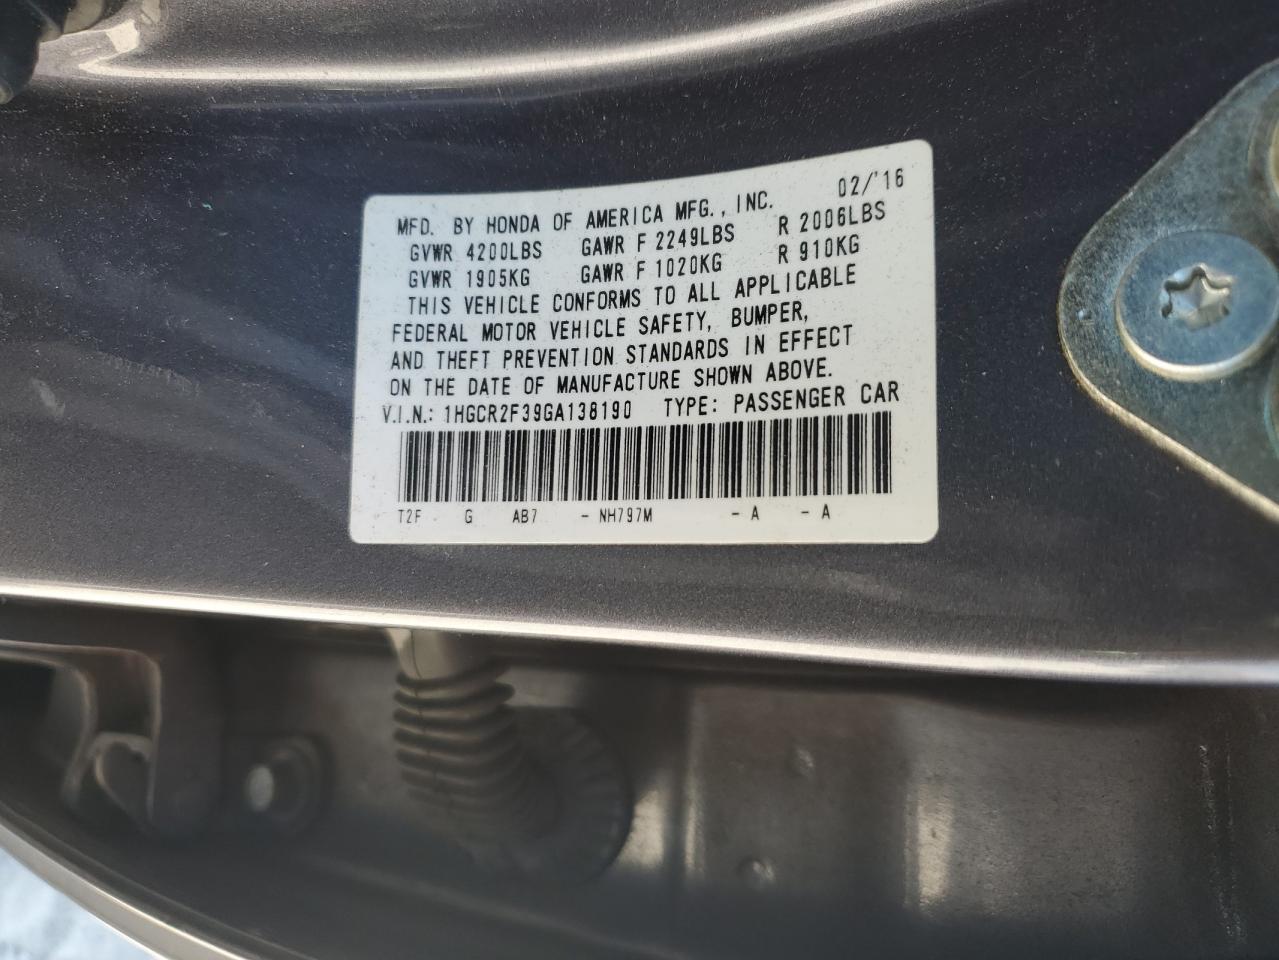 02/'16
MFD. BY HONDA OF AMERICA MFG., INC.
GVWR 4200LBS GAWR F 2249LBS R 2006LBS
GVWR 1905KG GAWR F 1020KG R 910KG
THIS VEHICLE CONFORMS TO ALL APPLICABLE
FEDERAL MOTOR VEHICLE SAFETY, BUMPER,
AND THEFT PREVENTION STANDARDS IN EFFECT
ON THE DATE OF MANUFACTURE SHOWN ABOVE.
V.I.N.: 1HGCR2F39GA138190 TYPE: PASSENGER CAR
T2F G AB7 - NH797M - A - A